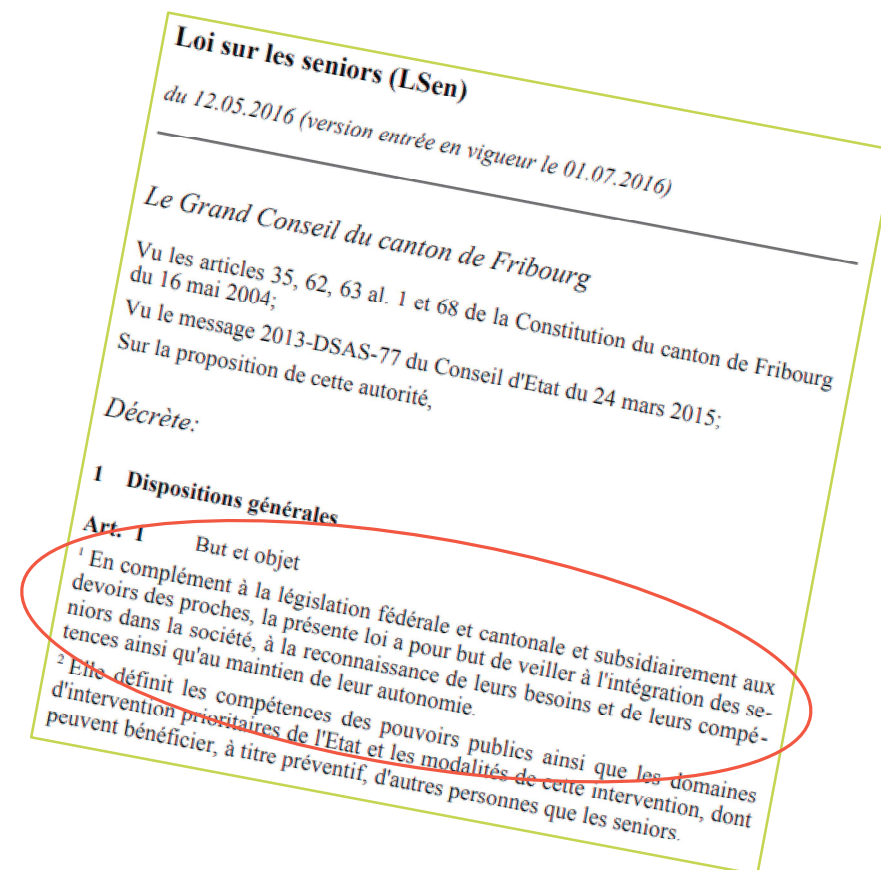 Loi sur les seniors (LSen)
du 12.05.2016 (version entrée en vigueur le 01.07.2016)
Le Grand Conseil du canton de Fribourg
Vu les articles 35, 62, 63 al. 1 et 68 de la Constitution du canton de Fribourg
du 16 mai 2004;
Vu le message 2013-DSAS-77 du Conseil d'Etat du 24 mars 2015;
Sur la proposition de cette autorité,
Décrète:
1 Dispositions générales
Art. 1 But et objet
1 En complément à la législation fédérale et cantonale et subsidiairement aux
devoirs des proches, la présente loi a pour but de veiller à l'intégration des se-
niors dans la société, à la reconnaissance de leurs besoins et de leurs compé-
tences ainsi qu'au maintien de leur autonomie.
2 Elle définit les compétences des pouvoirs publics ainsi que les domaines
d'intervention prioritaires de l'Etat et les modalités de cette intervention, dont
peuvent bénéficier, à titre préventif, d'autres personnes que les seniors.